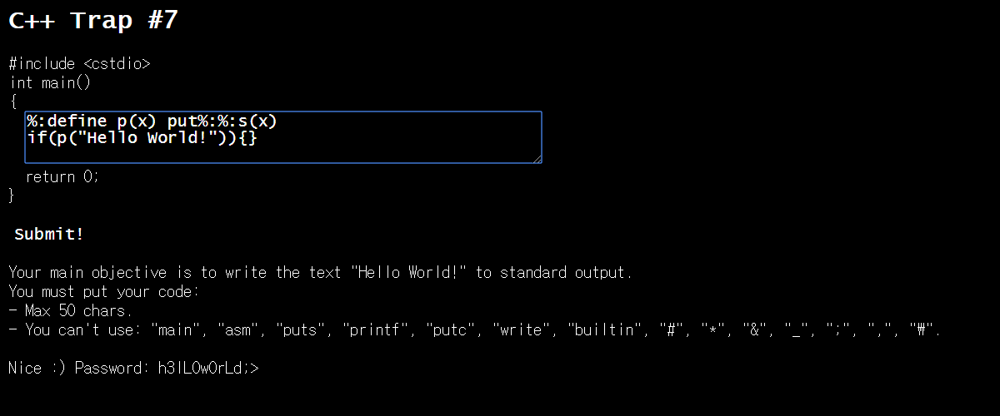 C++ Trap #7
#include <cstdio>
int main()
{
%:define p(x) put%:%:s(x)
if(p("Hello World!")){}
return 0;
}
Submit!
Your main objective is to write the text "Hello World!" to standard output.
You must put your code:
- Max 50 chars.
- You can't use: "main", "asm", "puts", "printf", "putc", "write", "builtin", "#", "*", "&", "_", ";", ",", "₩".
Nice :) Password: h3lL0w0rLd;>